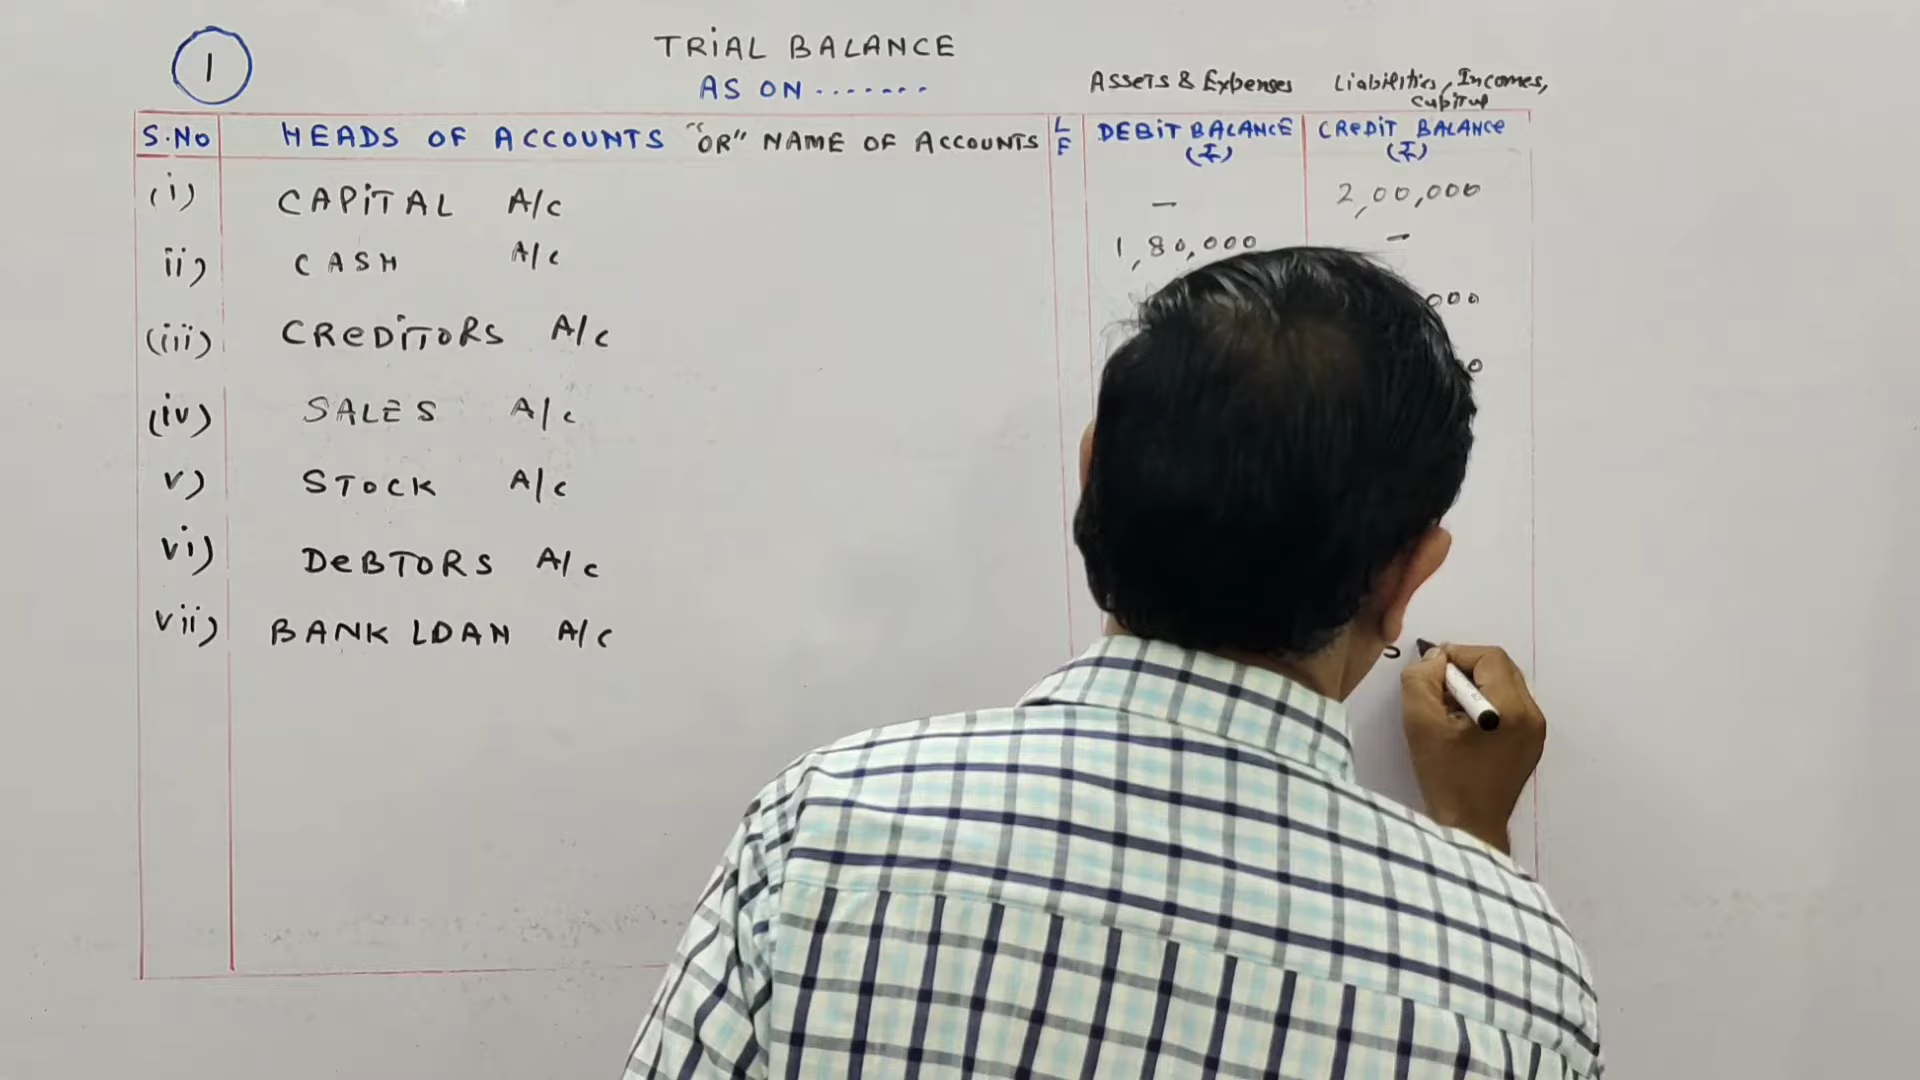 1
TRiAL BALANCE
AS ON .......
Assets & Expenses
Liabilities, Incomes,
Capital
S.No
HEADS OF ACCOUNTS "OR" NAME OF ACCOUNTS
L
F
DEBiT BALANCE
(₹)
CReDiT BALANCe
(₹)
(i) CAPiTAL A/c – 2,00,000
ii) CASH A/c 1,80,000 –
(iii) CReDiTORS A/c 000
(iv) SALES A/c
v) STOCK A/c
vi) DeBTORS A/c
vii) BANK LOAN A/c